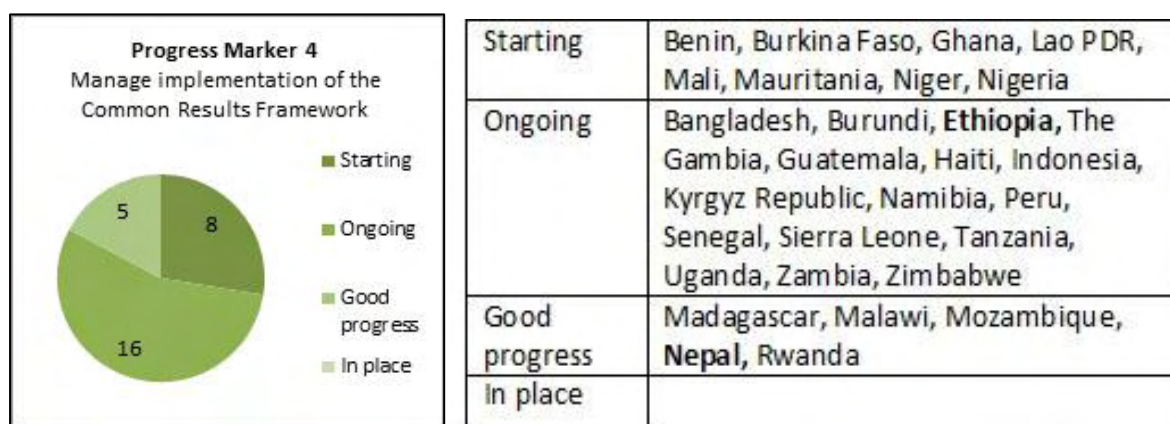 Progress Marker 4
Manage implementation of the
Common Results Framework
Starting
Ongoing
Good
progress
In place
5
8
16
Starting
Benin, Burkina Faso, Ghana, Lao PDR,
Mali, Mauritania, Niger, Nigeria
Ongoing
Bangladesh, Burundi, Ethiopia, The
Gambia, Guatemala, Haiti, Indonesia,
Kyrgyz Republic, Namibia, Peru,
Senegal, Sierra Leone, Tanzania,
Uganda, Zambia, Zimbabwe
Good
progress
Madagascar, Malawi, Mozambique,
Nepal, Rwanda
In place